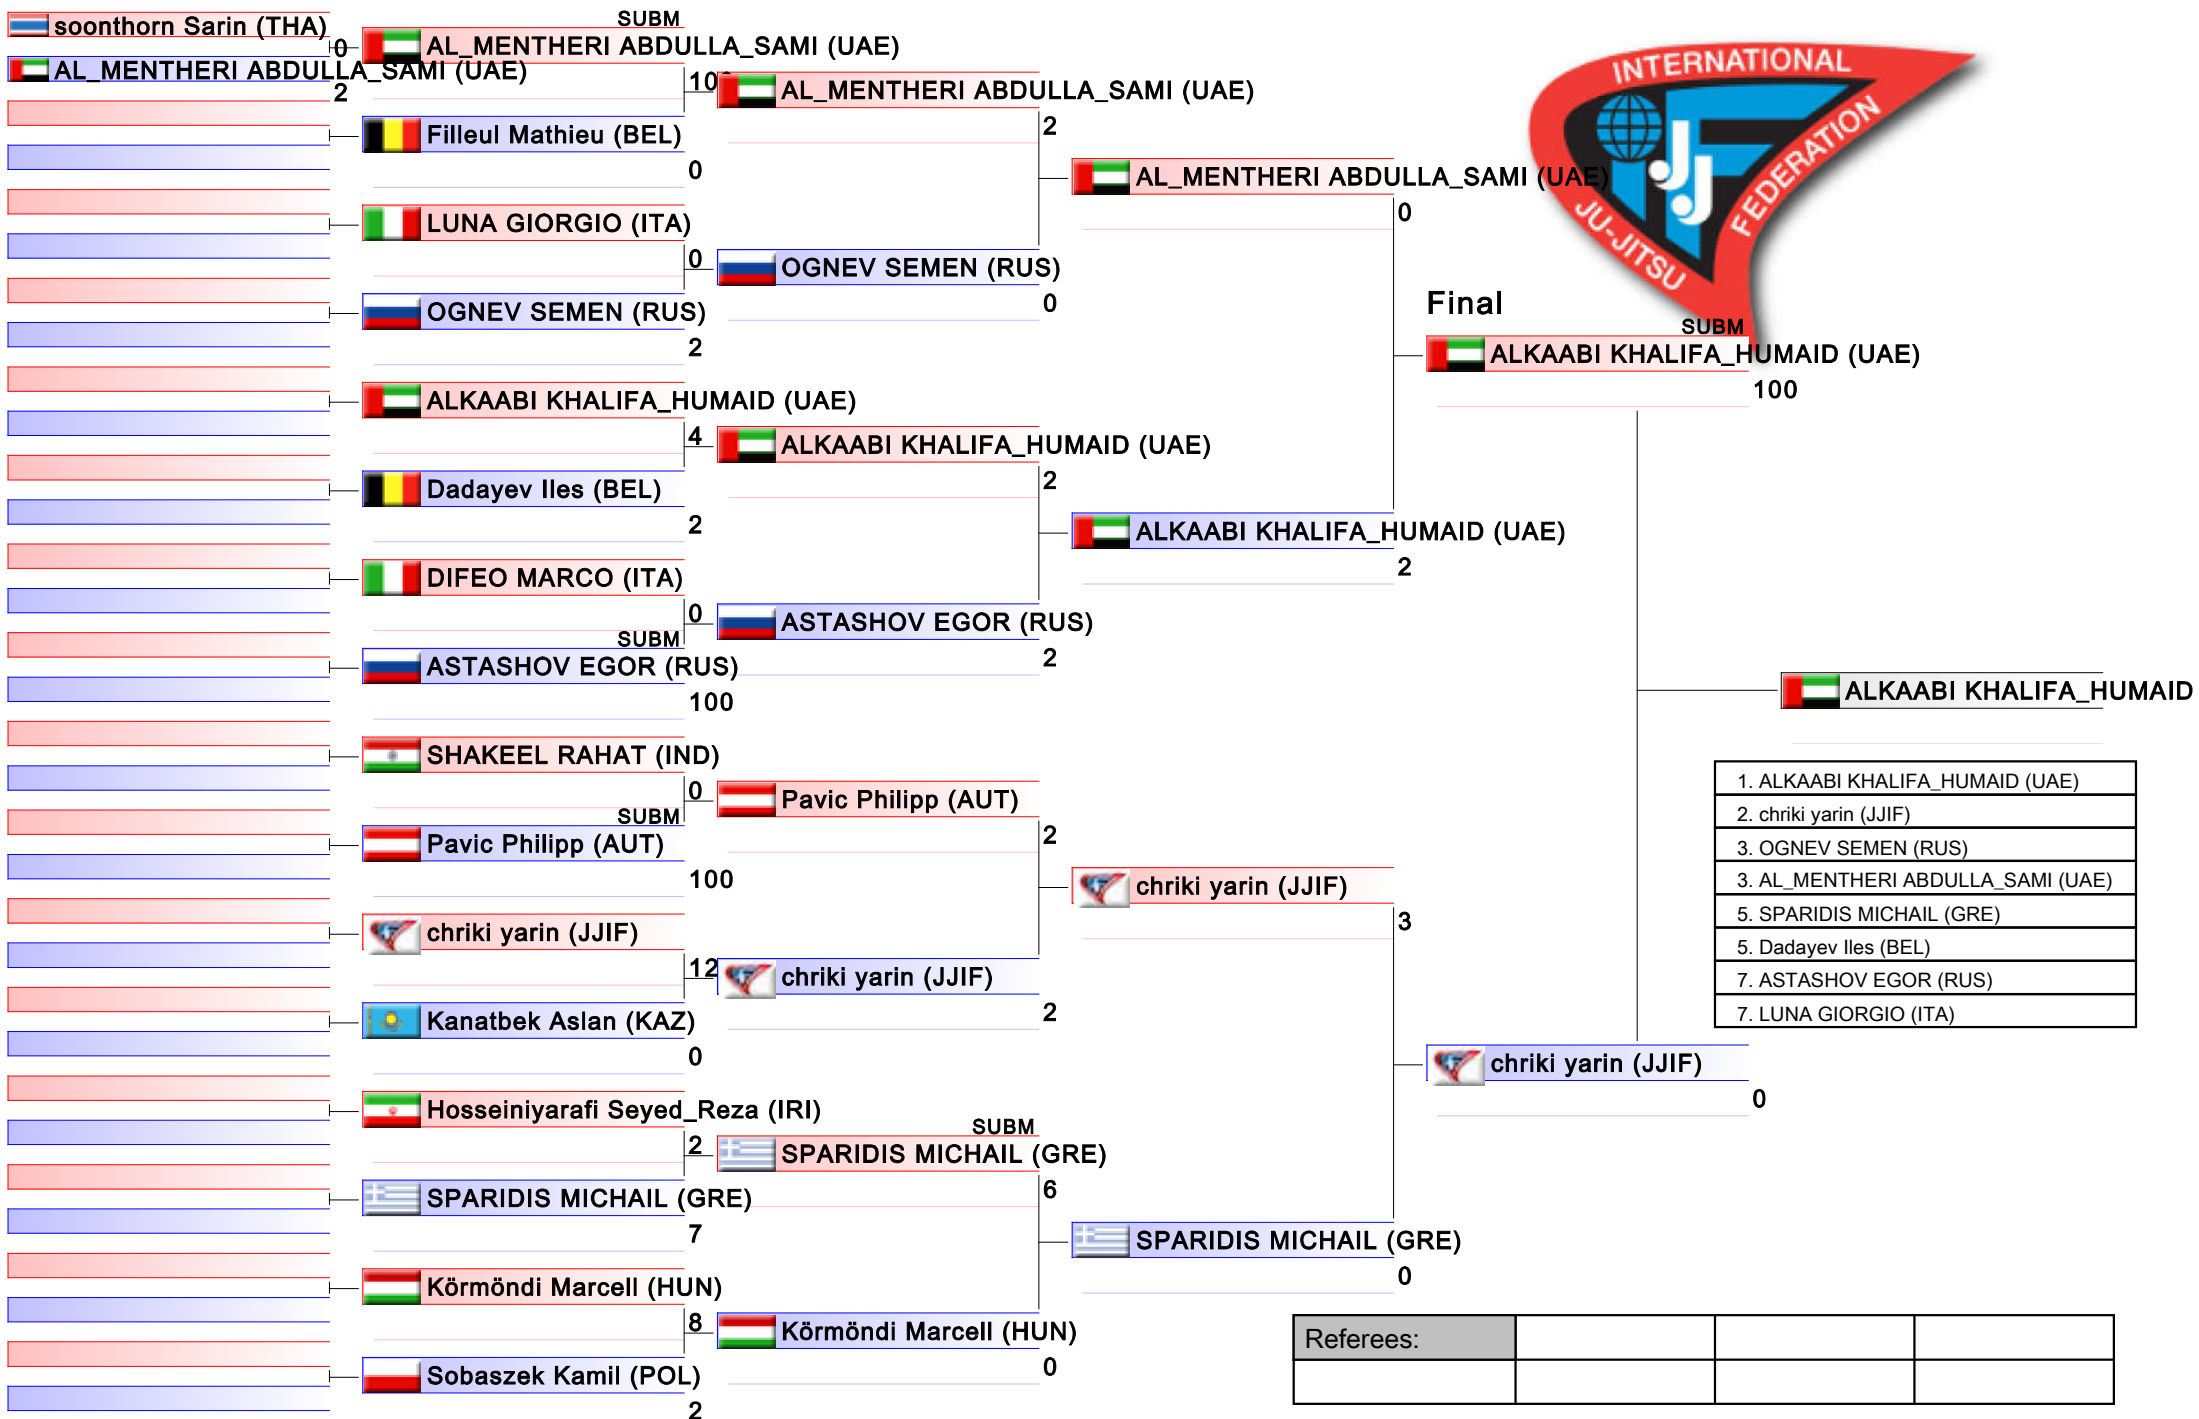 soonthorn Sarin (THA)
0
AL_MENTHERI ABDULLA_SAMI (UAE)
2
SUBM
AL_MENTHERI ABDULLA_SAMI (UAE)
Filleul Mathieu (BEL)
0
LUNA GIORGIO (ITA)
0
OGNEV SEMEN (RUS)
2
ALKAABI KHALIFA_HUMAID (UAE)
4
Dadayev Iles (BEL)
2
DIFEO MARCO (ITA)
0
SUBM
ASTASHOV EGOR (RUS)
100
SHAKEEL RAHAT (IND)
0
SUBM
Pavic Philipp (AUT)
100
chriki yarin (JJIF)
12
Kanatbek Aslan (KAZ)
0
Hosseiniyarafi Seyed_Reza (IRI)
2
SPARIDIS MICHAIL (GRE)
7
Körmöndi Marcell (HUN)
8
Sobaszek Kamil (POL)
2
AL_MENTHERI ABDULLA_SAMI (UAE)
2
OGNEV SEMEN (RUS)
0
ALKAABI KHALIFA_HUMAID (UAE)
2
ASTASHOV EGOR (RUS)
2
Pavic Philipp (AUT)
2
chriki yarin (JJIF)
2
SUBM
SPARIDIS MICHAIL (GRE)
6
Körmöndi Marcell (HUN)
0
AL_MENTHERI ABDULLA_SAMI (UAE)
0
ALKAABI KHALIFA_HUMAID (UAE)
2
chriki yarin (JJIF)
3
SPARIDIS MICHAIL (GRE)
0
INTERNATIONAL
JU-JITSU
FEDERATION
JJIF
Final
SUBM
ALKAABI KHALIFA_HUMAID (UAE)
100
chriki yarin (JJIF)
0
ALKAABI KHALIFA_HUMAID
1. ALKAABI KHALIFA_HUMAID (UAE)
2. chriki yarin (JJIF)
3. OGNEV SEMEN (RUS)
3. AL_MENTHERI ABDULLA_SAMI (UAE)
5. SPARIDIS MICHAIL (GRE)
5. Dadayev Iles (BEL)
7. ASTASHOV EGOR (RUS)
7. LUNA GIORGIO (ITA)
Referees: